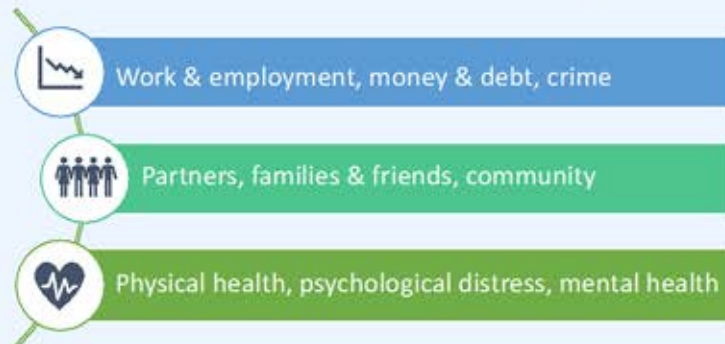 Work & employment, money & debt, crime
Partners, families & friends, community
Physical health, psychological distress, mental health